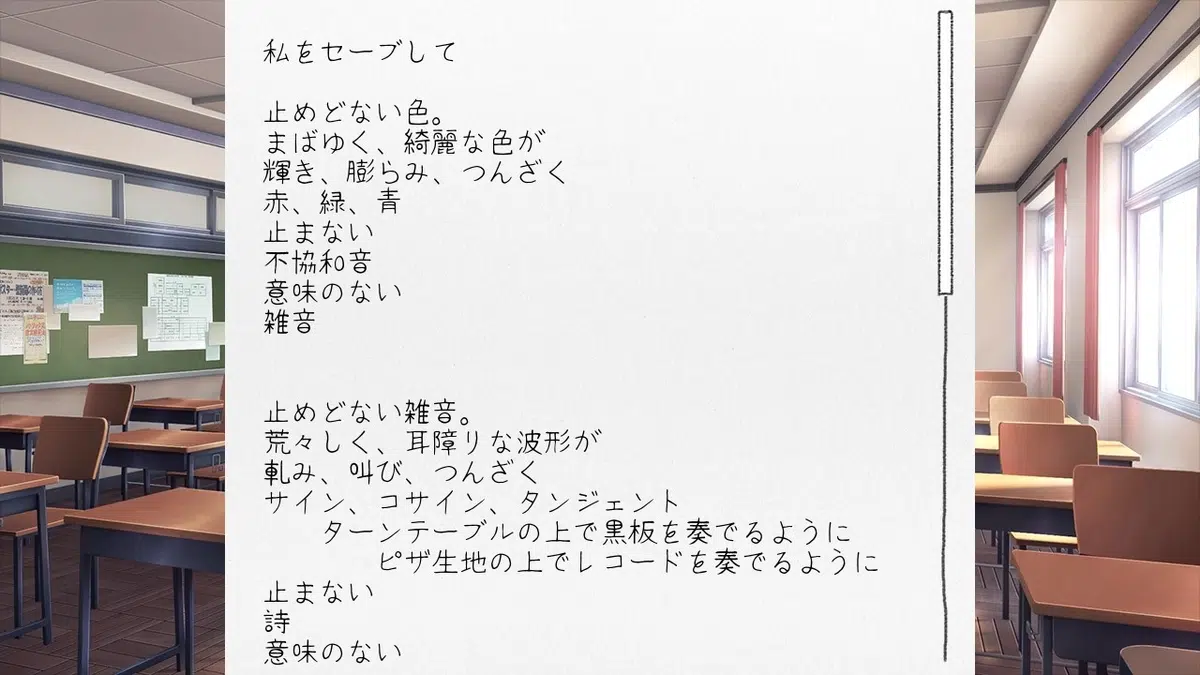 私をセーブして
止めどない色。
まばゆく、綺麗な色が
輝き、膨らみ、つんざく
赤、緑、青
止まない
不協和音
意味のない
雑音
止めどない雑音。
荒々しく、耳障りな波形が
軋み、叫び、つんざく
サイン、コサイン、タンジェント
ターンテーブルの上で黒板を奏でるように
ピザ生地の上でレコードを奏でるように
止まない
詩
意味のない